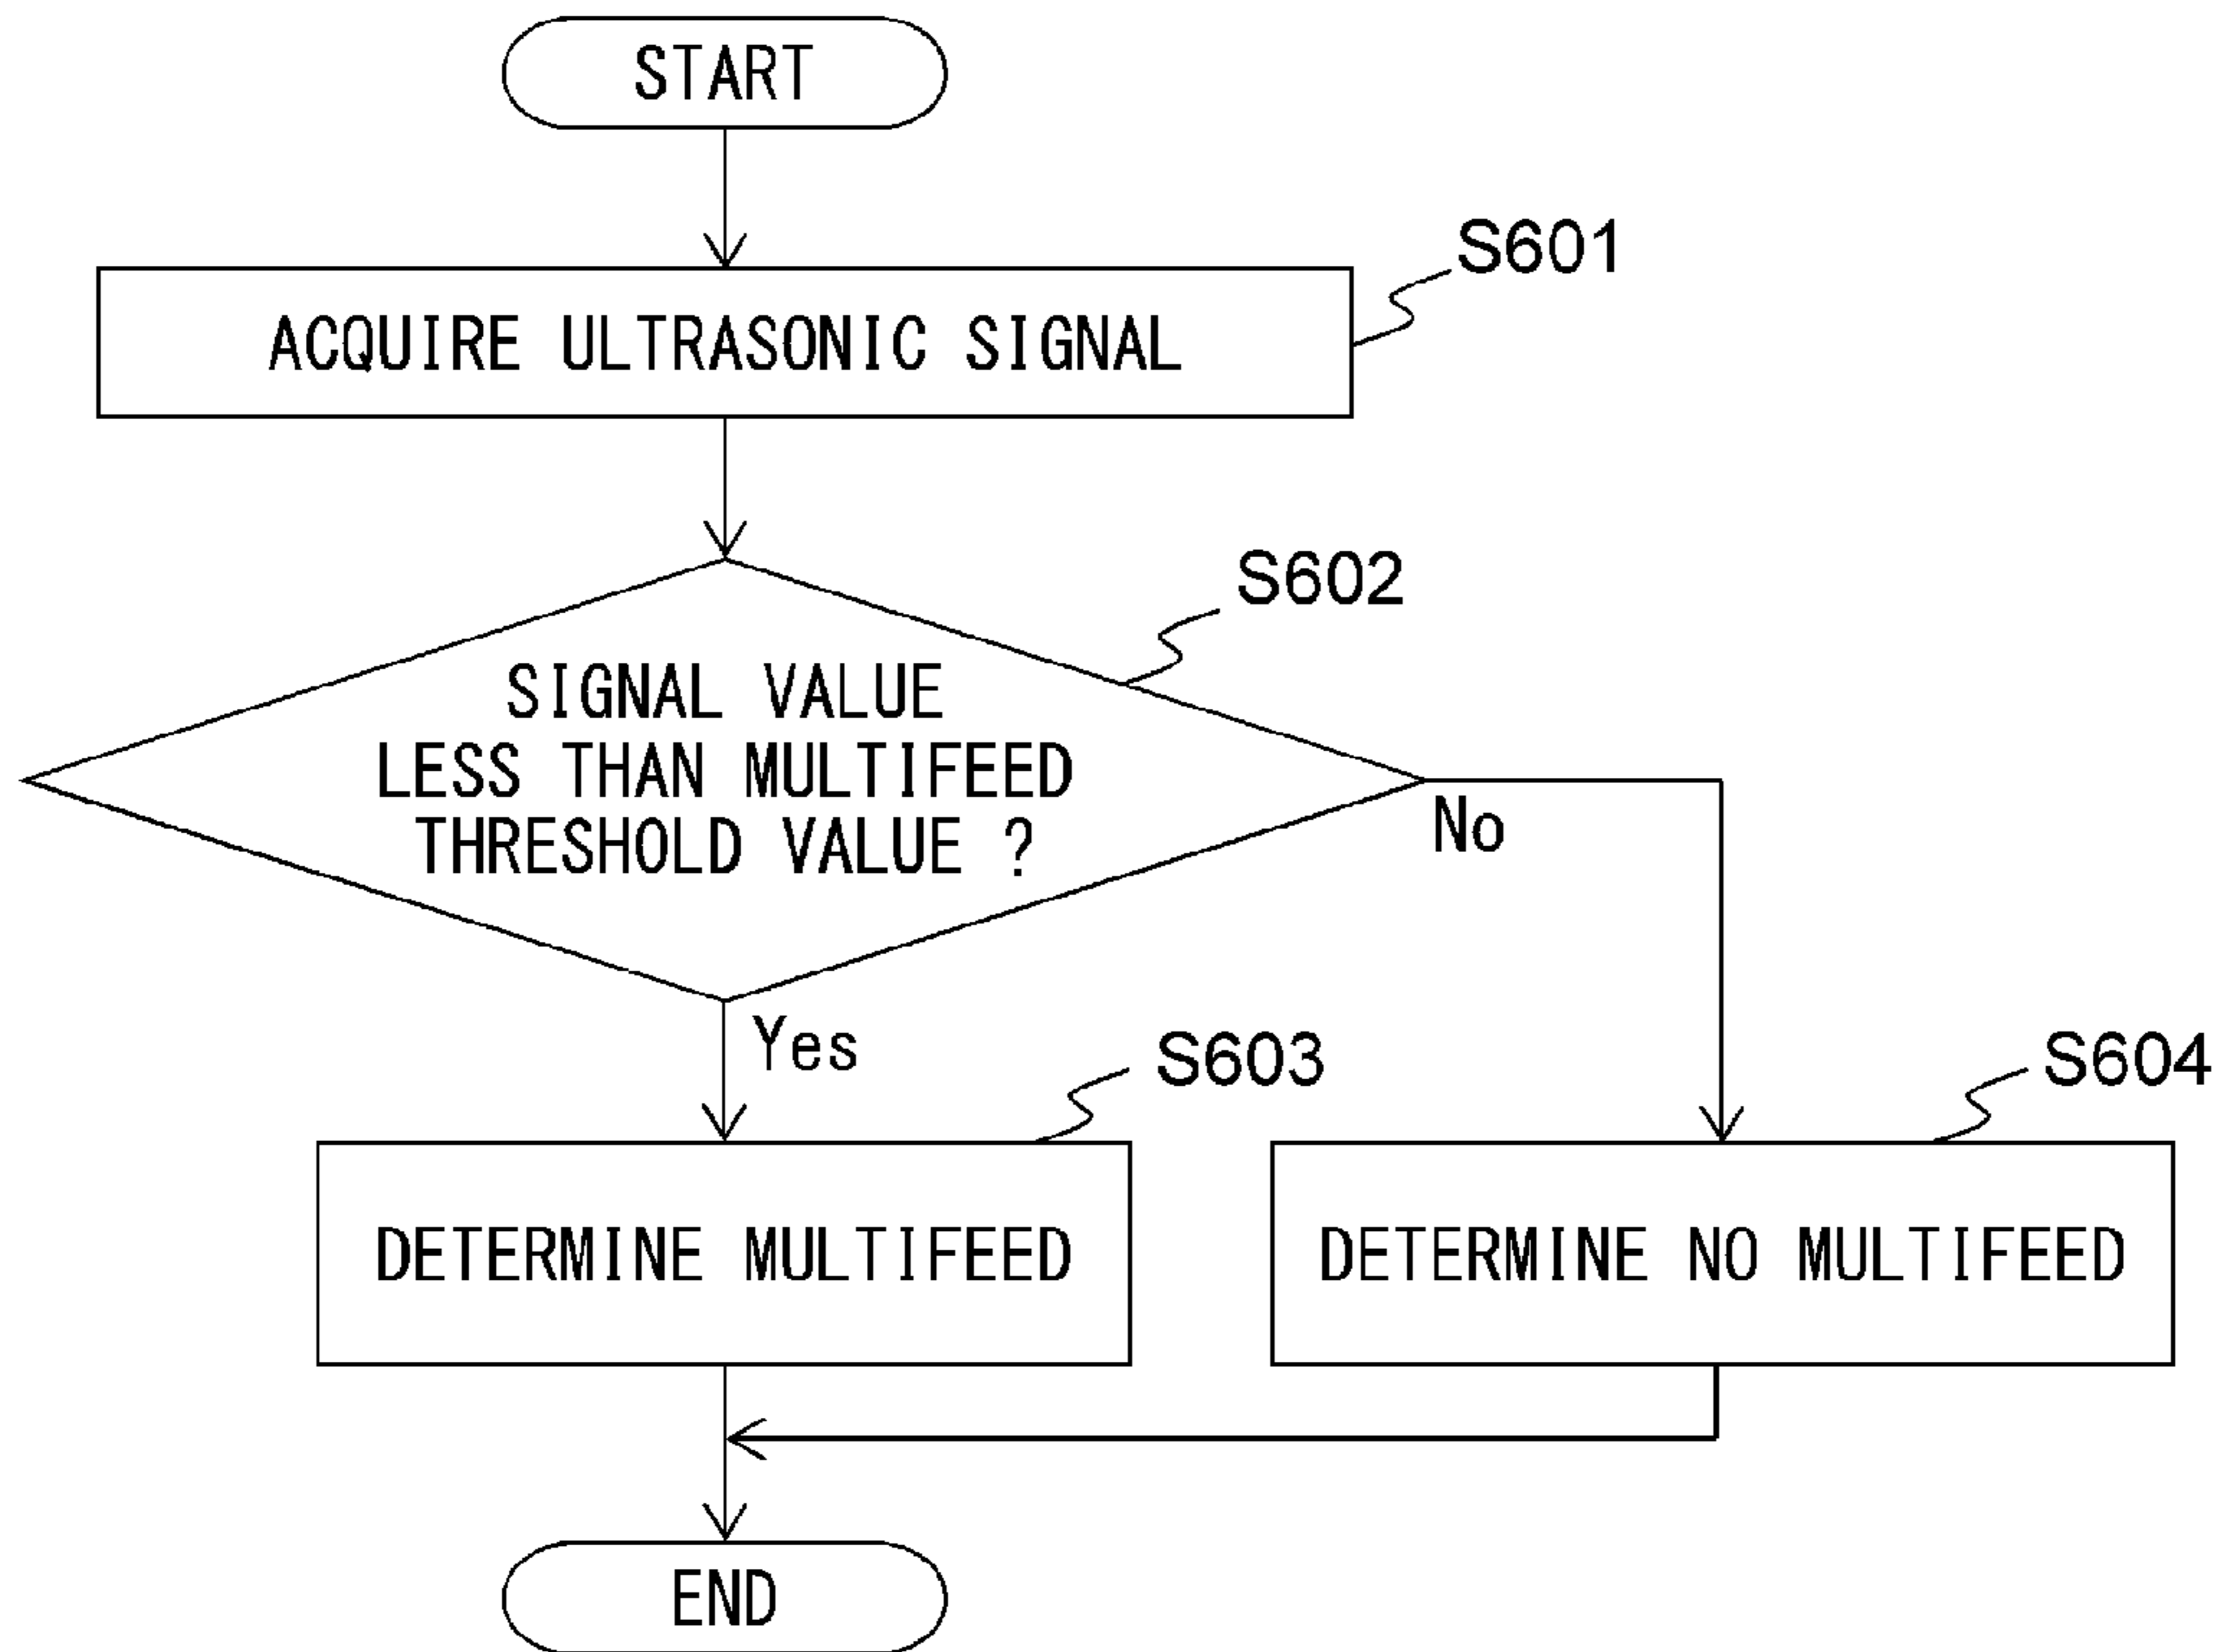 START
S601
ACQUIRE ULTRASONIC SIGNAL
S602
SIGNAL VALUE
LESS THAN MULTIFEED
THRESHOLD VALUE ?
No
Yes
S603
S604
DETERMINE MULTIFEED
DETERMINE NO MULTIFEED
END